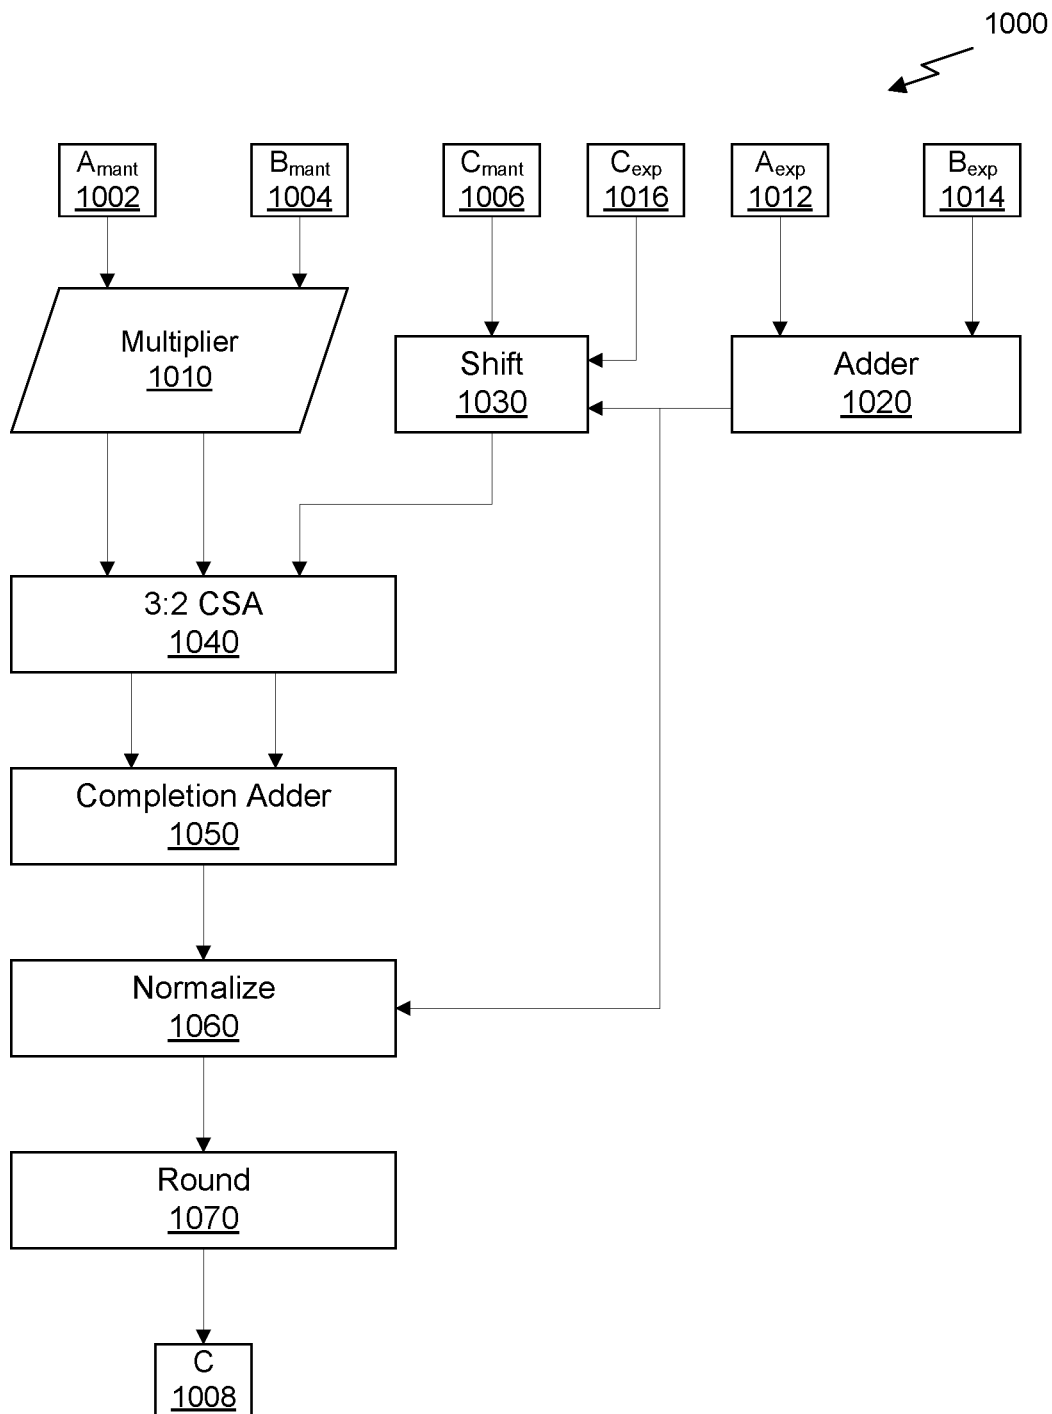 1000
Amant
1002
Bmant
1004
Cmant
1006
Cexp
1016
Aexp
1012
Bexp
1014
Multiplier
1010
Shift
1030
Adder
1020
3:2 CSA
1040
Completion Adder
1050
Normalize
1060
Round
1070
C
1008